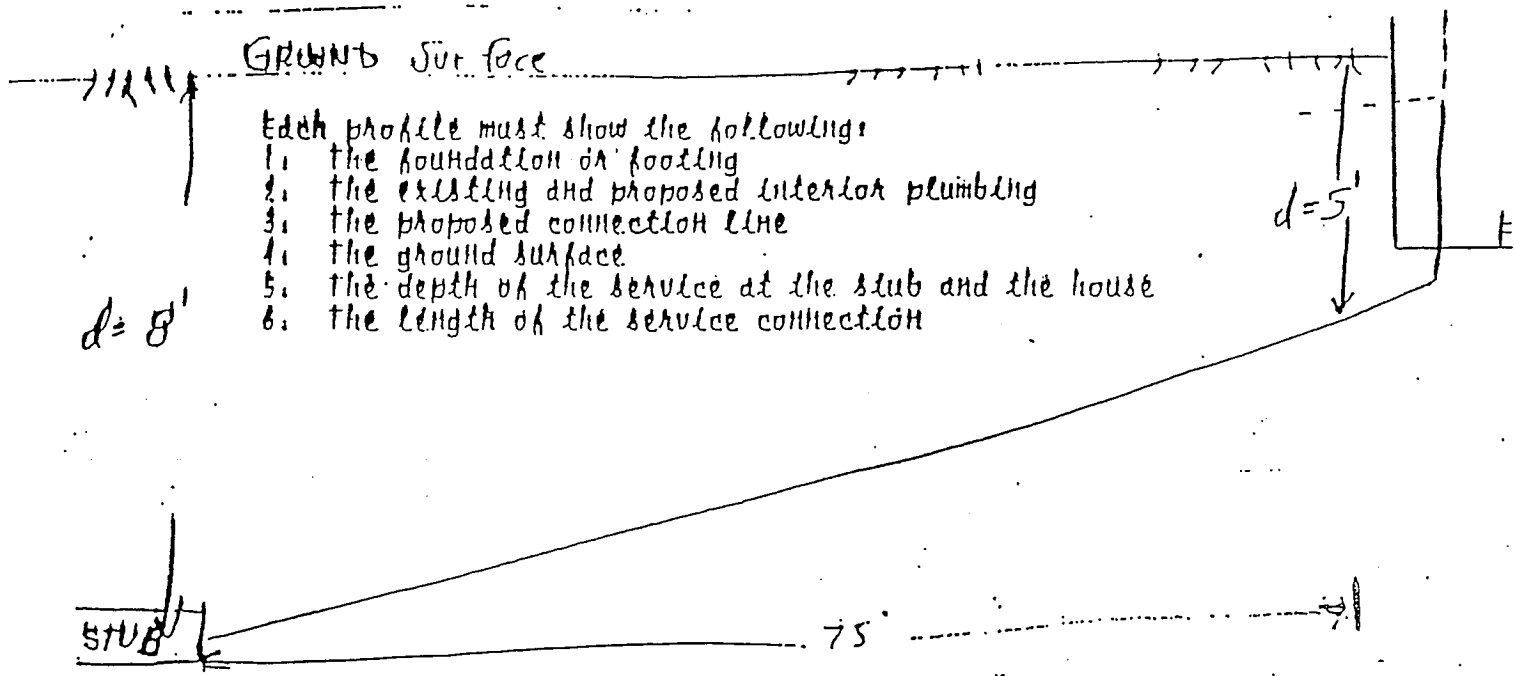 GROUND Surface
Each profile must show the following:
1. the foundation or footing
2. the existing and proposed interior plumbing
3. the proposed connection line
4. the ground surface
5. the depth of the service at the stub and the house
6. the length of the service connection
d = 5'
d = 8'
STUB
75'